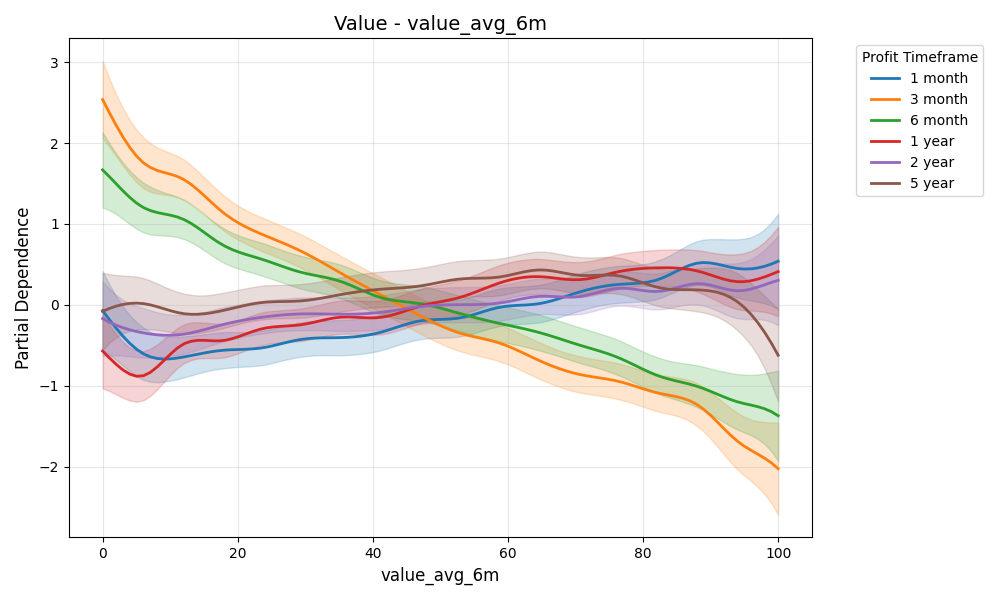 Value - value_avg_6m
Profit Timeframe
1 month
3 month
6 month
1 year
2 year
5 year
Partial Dependence
3
2
1
0
−1
−2
0 20 40 60 80 100
value_avg_6m